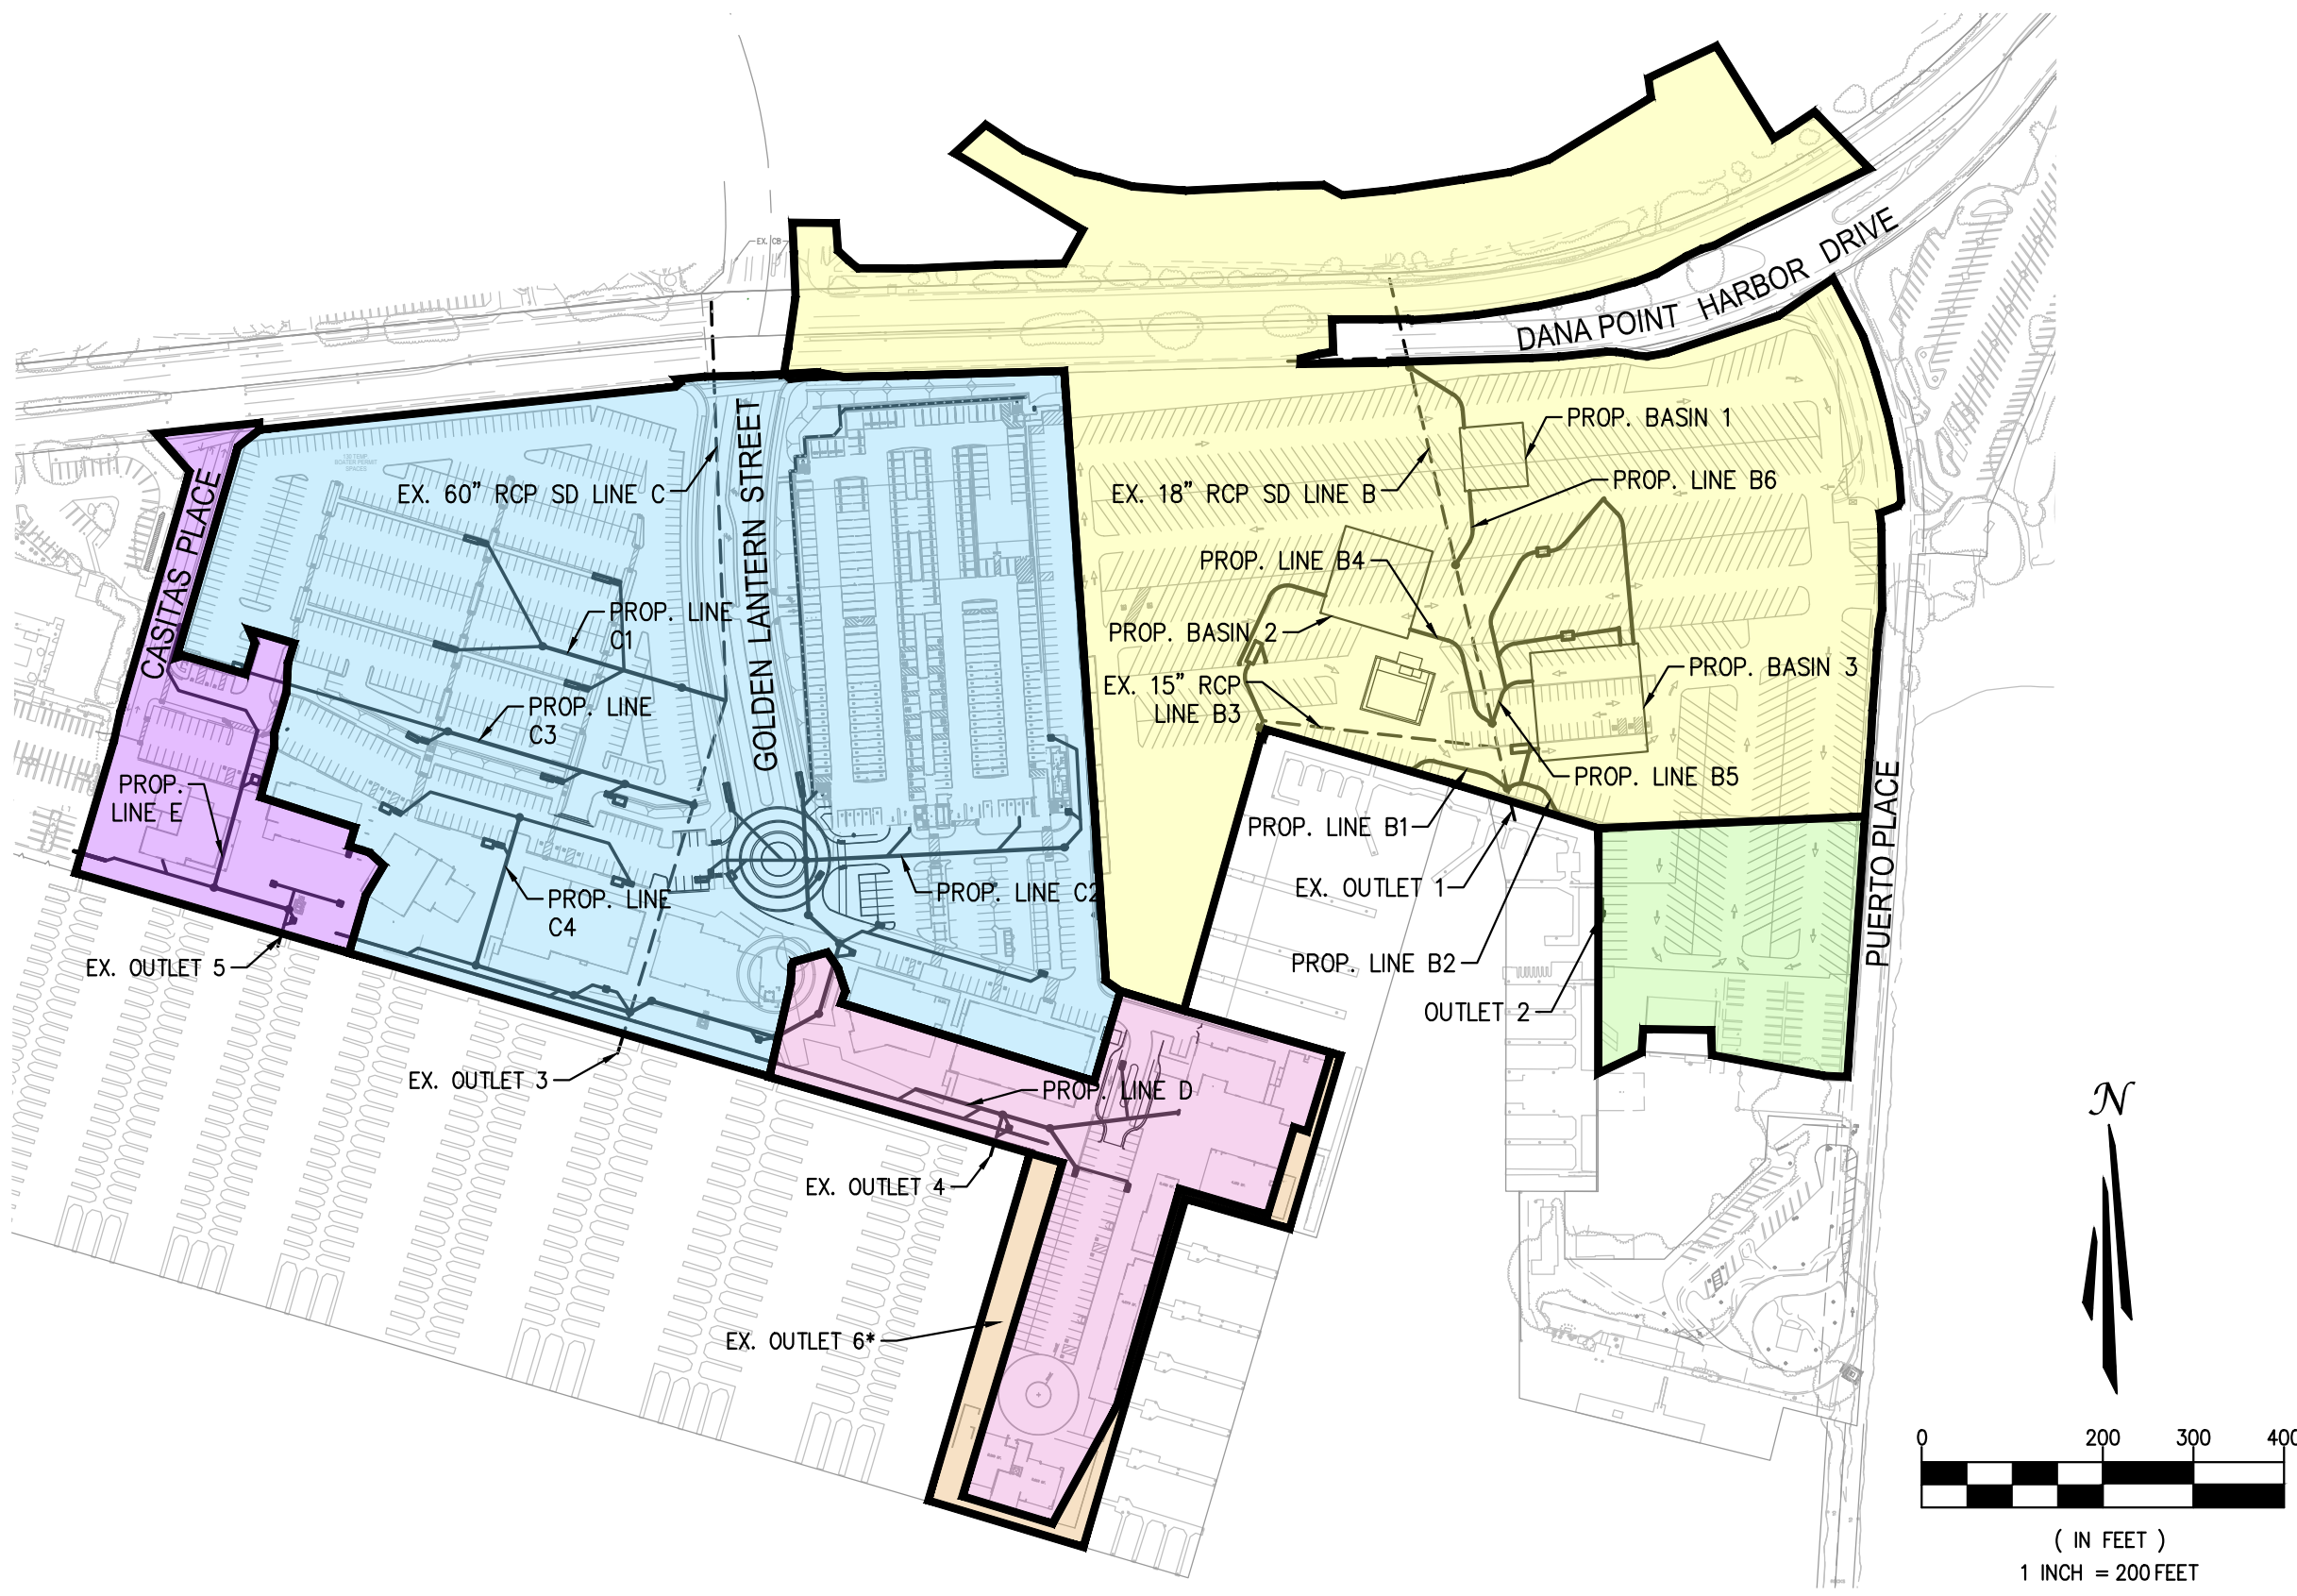 EX. CB
DANA POINT HARBOR DRIVE
CASITAS PLACE
GOLDEN LANTERN STREET
PUERTO PLACE
EX. 60” RCP SD LINE C
EX. 18” RCP SD LINE B
PROP. BASIN 1
PROP. LINE B6
PROP. LINE B4
PROP. LINE
C1
PROP. BASIN 2
PROP. BASIN 3
EX. 15” RCP
LINE B3
PROP. LINE
C3
PROP. LINE B5
PROP.
LINE E
PROP. LINE B1
EX. OUTLET 1
PROP. LINE C2
PROP. LINE
C4
PROP. LINE B2
EX. OUTLET 5
OUTLET 2
EX. OUTLET 3
PROP. LINE D
EX. OUTLET 4
EX. OUTLET 6*
N
0 200 300 400
( IN FEET )
1 INCH = 200 FEET